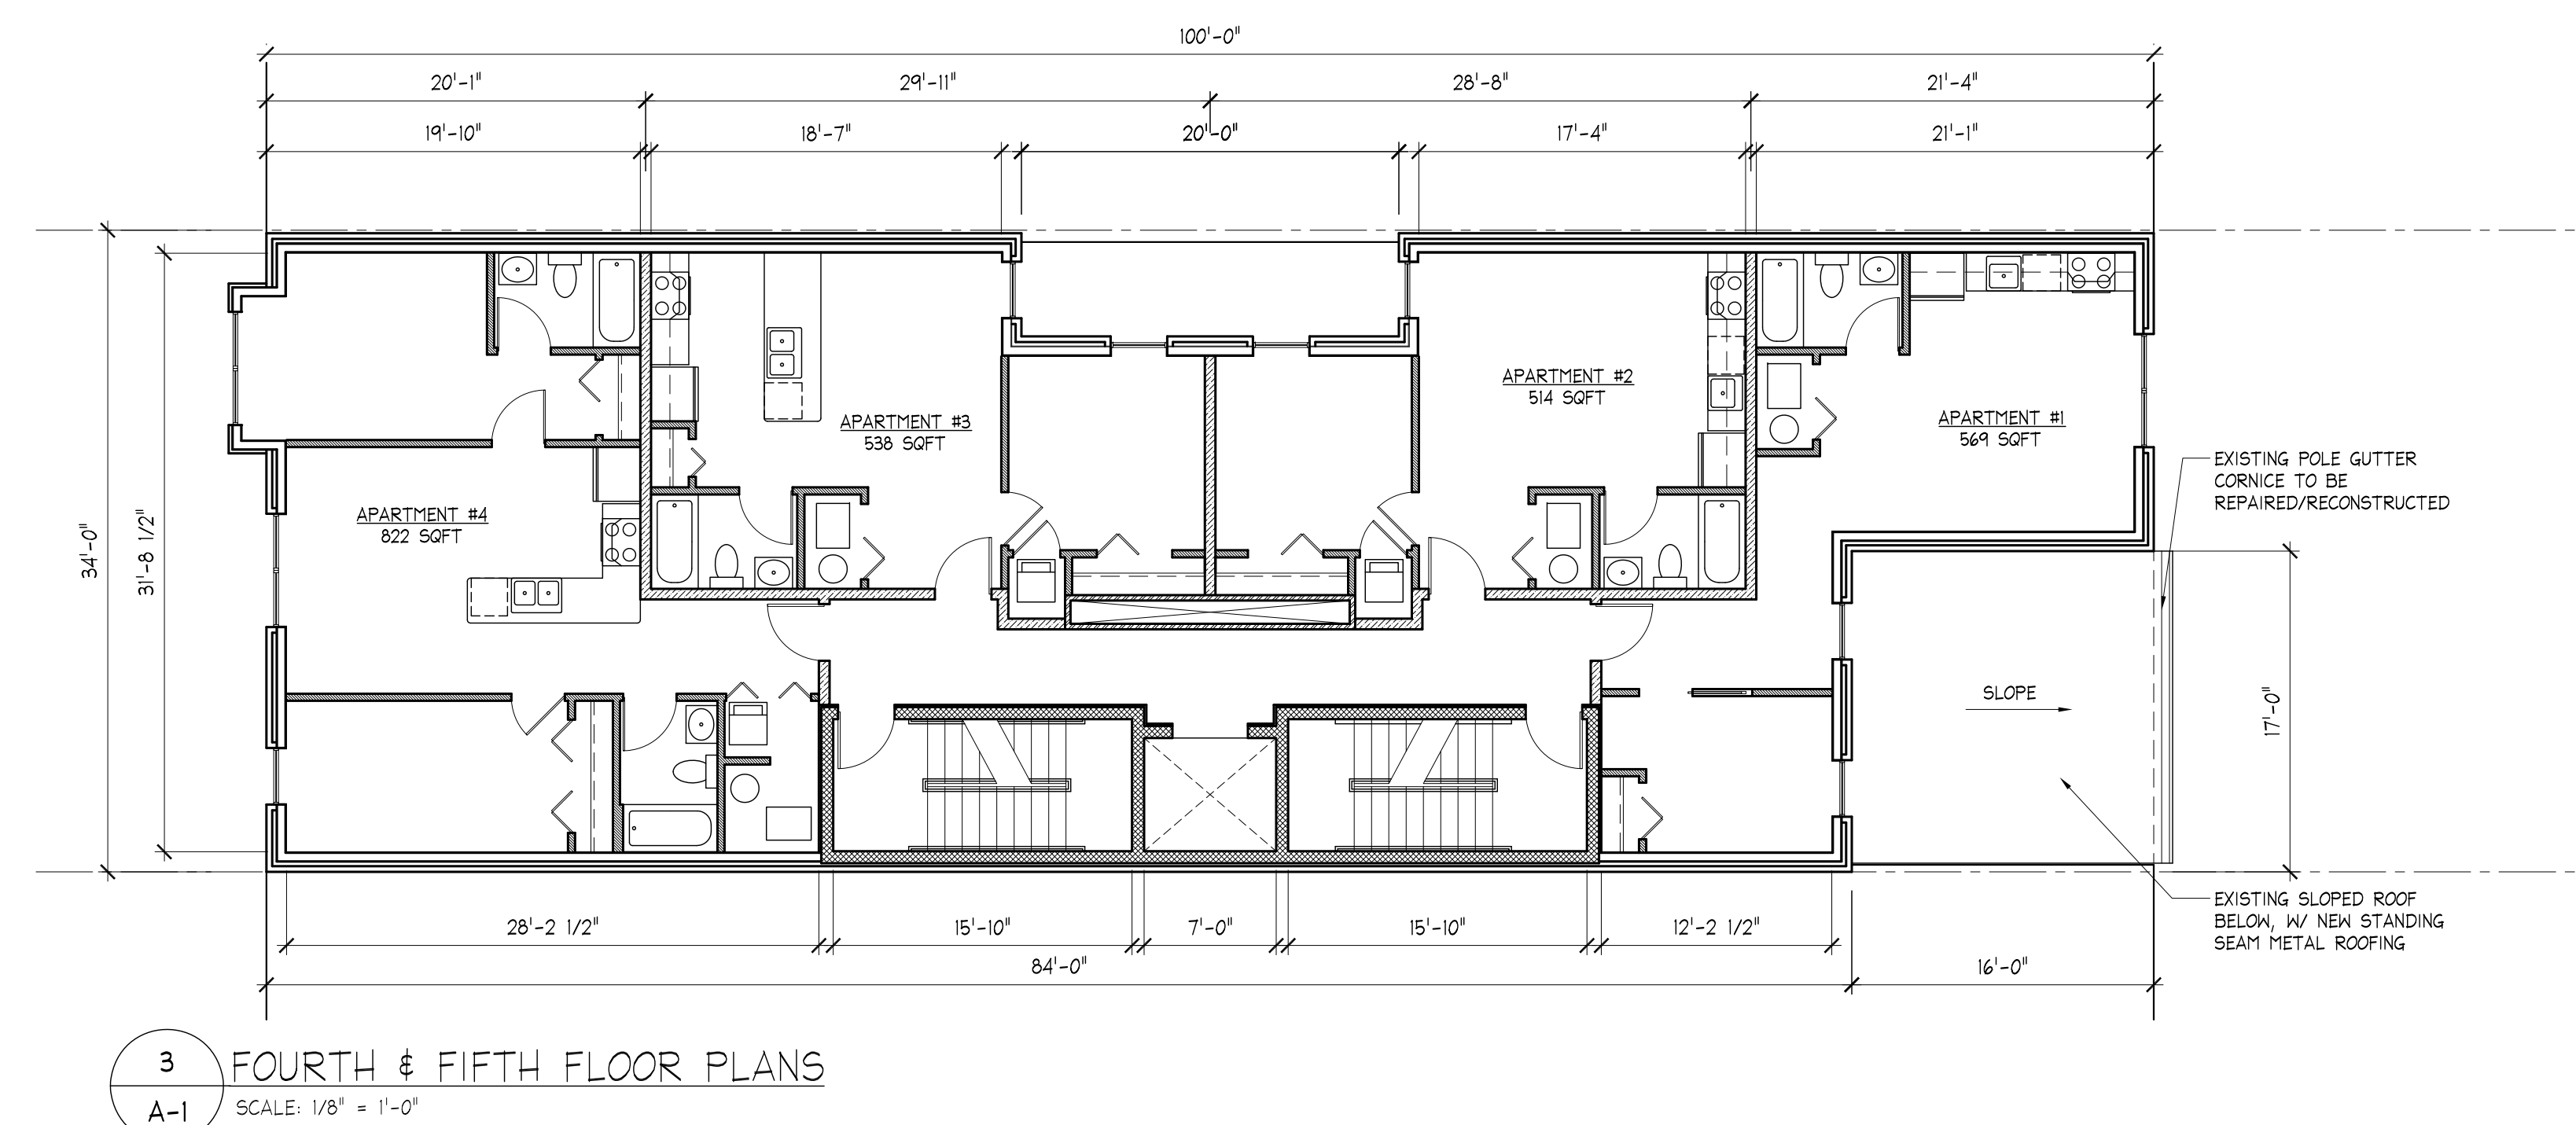 100'-0"
20'-1"
29'-11"
28'-8"
21'-4"
19'-10"
18'-7"
20'-0"
17'-4"
21'-1"
APARTMENT #2
514 SQFT
APARTMENT #3
538 SQFT
APARTMENT #1
569 SQFT
EXISTING POLE GUTTER
CORNICE TO BE
REPAIRED/RECONSTRUCTED
APARTMENT #4
822 SQFT
34'-0"
31'-8 1/2"
SLOPE
17'-0"
EXISTING SLOPED ROOF
BELOW, W/ NEW STANDING
SEAM METAL ROOFING
28'-2 1/2"
15'-10"
7'-0"
15'-10"
12'-2 1/2"
84'-0"
16'-0"
3
A-1
FOURTH & FIFTH FLOOR PLANS
SCALE: 1/8" = 1'-0"